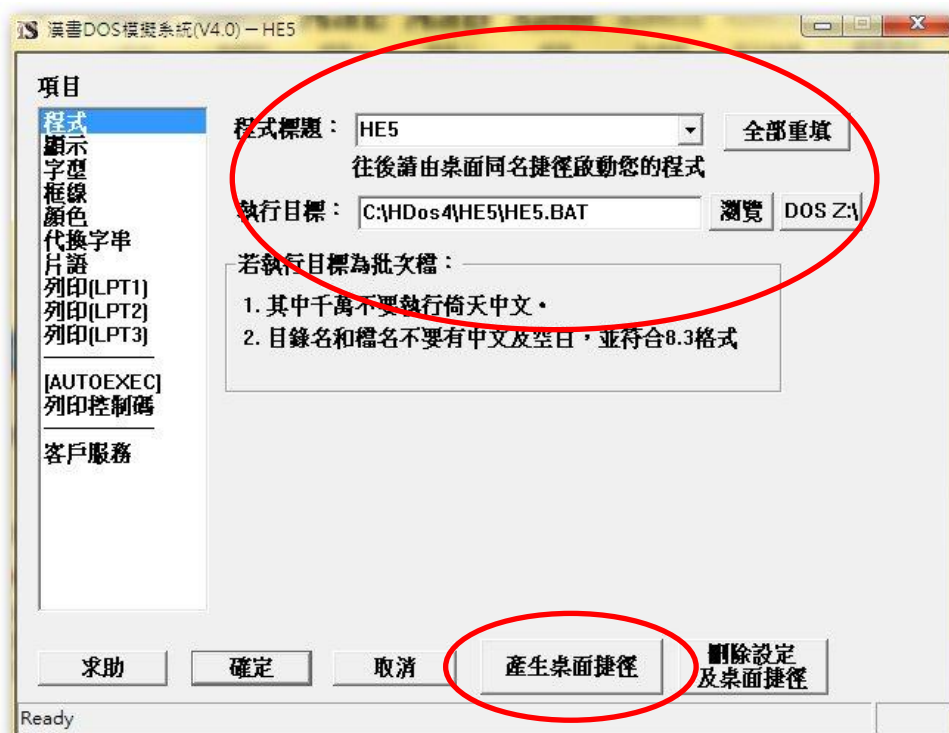 漢書DOS模擬系統(V4.0) － HE5
項目
程式
顯示
字型
框線
顏色
代換字串
片語
列印(LPT1)
列印(LPT2)
列印(LPT3)
[AUTOEXEC]
列印控制碼
客戶服務
程式標題： HE5 全部重填
往後請由桌面同名捷徑啟動您的程式
執行目標： C:\HDos4\HE5\HE5.BAT 瀏覽 DOS Z:\
若執行目標為批次檔：
1. 其中千萬不要執行倚天中文。
2. 目錄名和檔名不要有中文及空白，並符合8.3格式
求助 確定 取消 產生桌面捷徑 刪除設定
及桌面捷徑
Ready